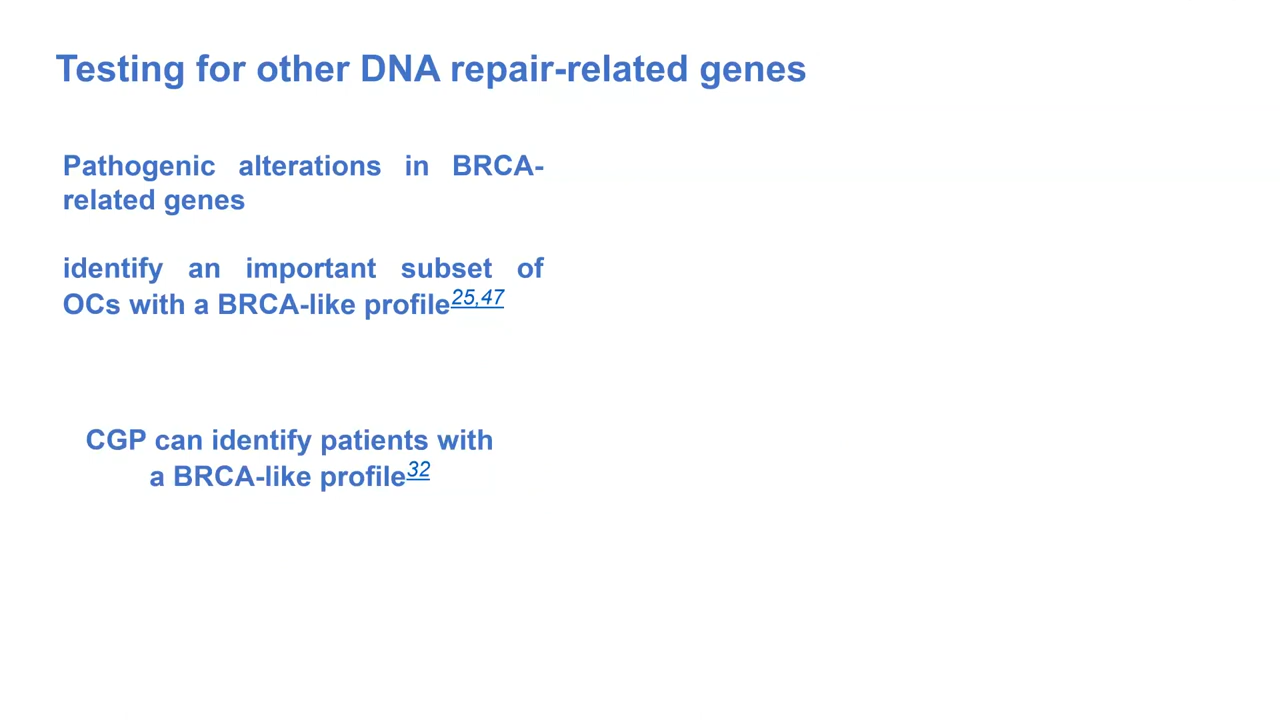 Testing for other DNA repair-related genes
Pathogenic alterations in BRCA-
related genes
identify an important subset of
OCs with a BRCA-like profile25,47
CGP can identify patients with
a BRCA-like profile32